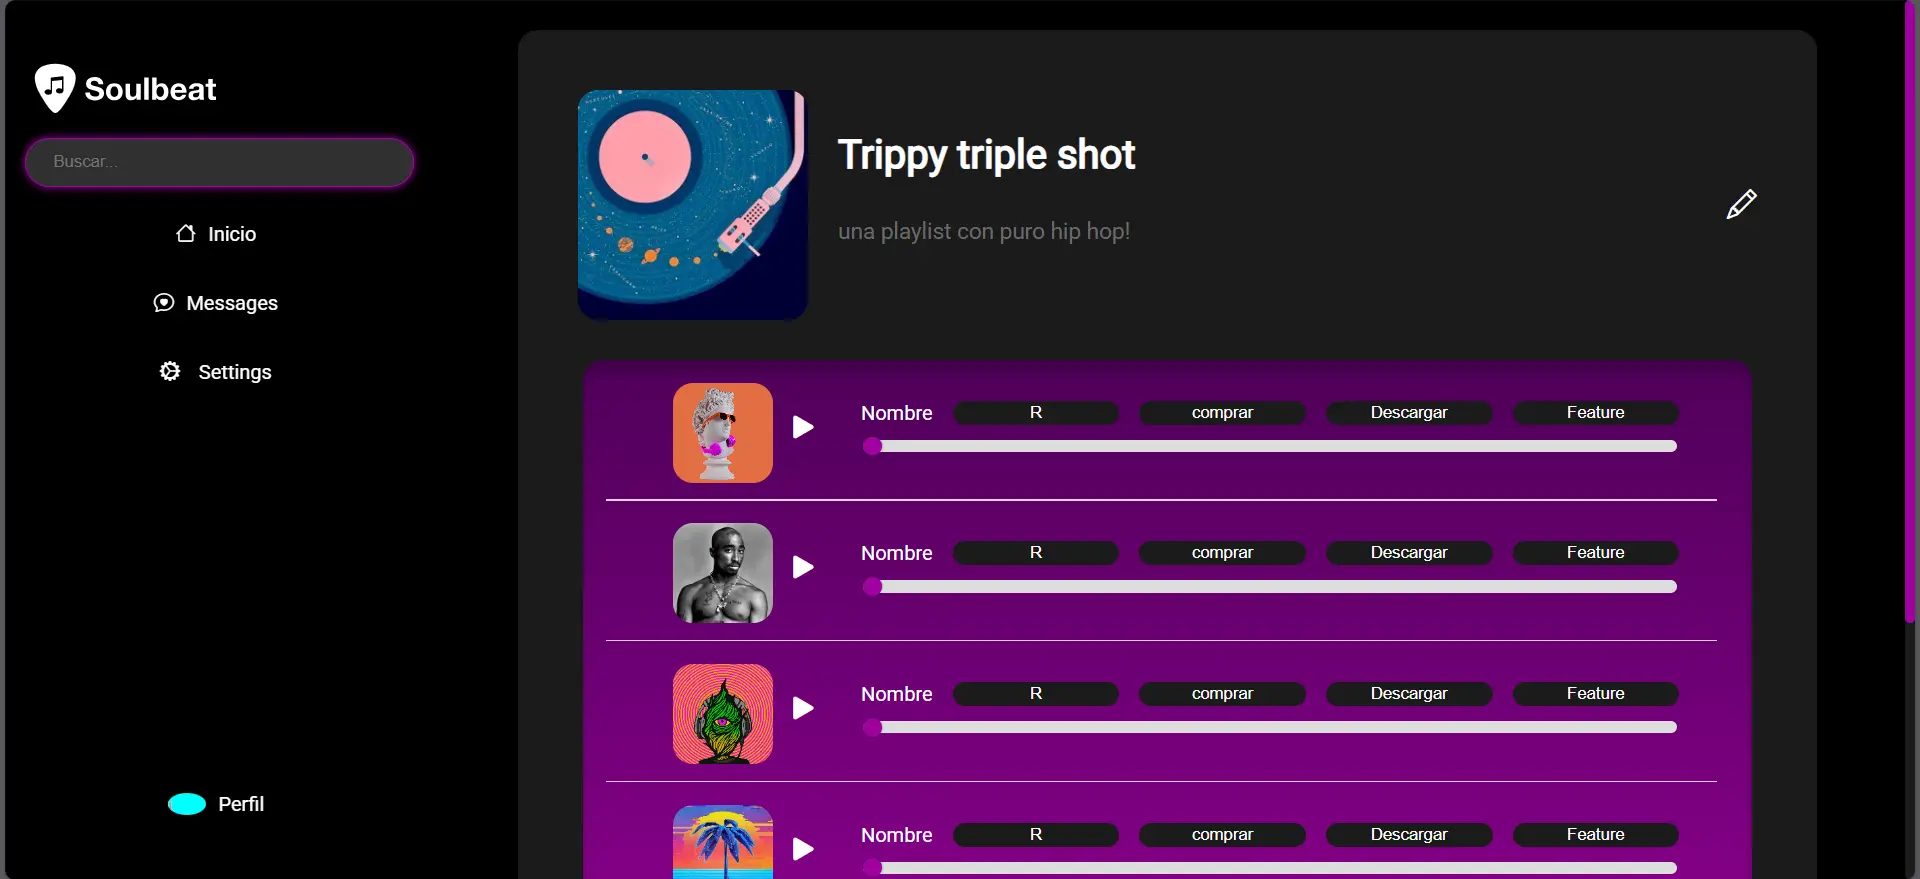 Soulbeat
Buscar...
Inicio
Messages
Settings
Perfil
Trippy triple shot
una playlist con puro hip hop!
Nombre R comprar Descargar Feature
Nombre R comprar Descargar Feature
Nombre R comprar Descargar Feature
Nombre R comprar Descargar Feature